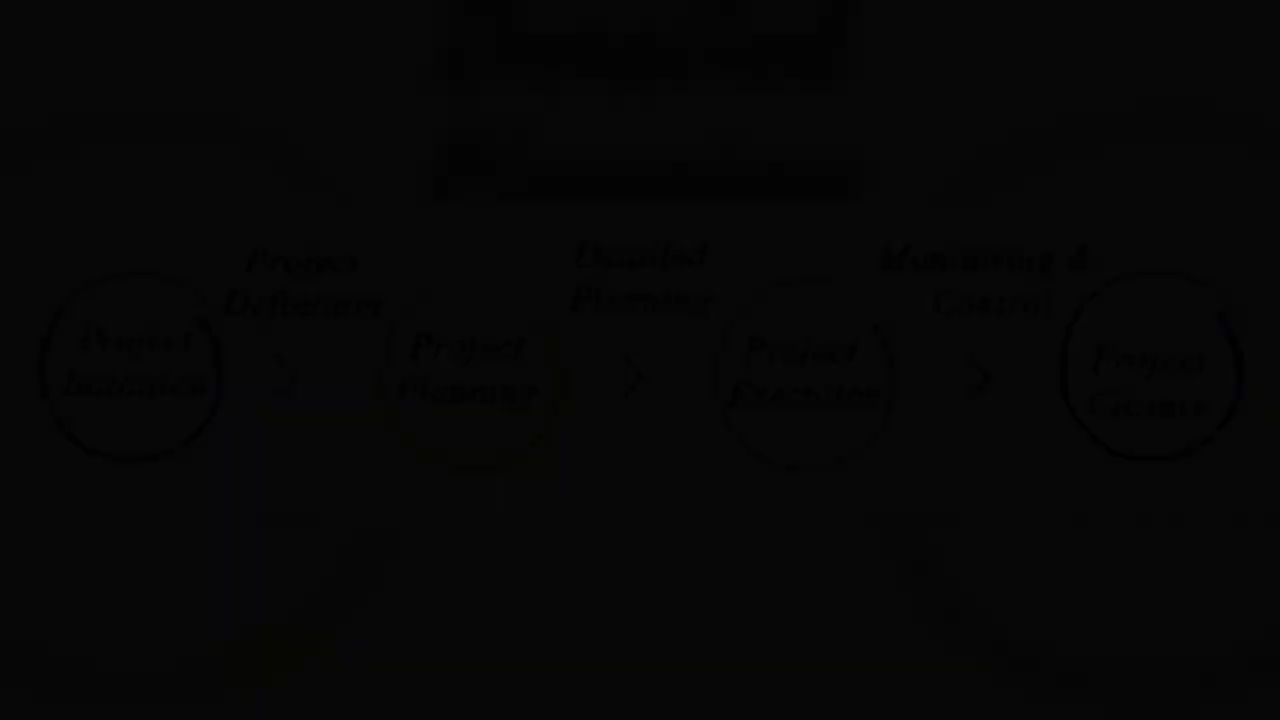 Project
Definition
Detailed
Planning
Monitoring &
Control
Project
Initiation
Project
Planning
Project
Execution
Project
Closure